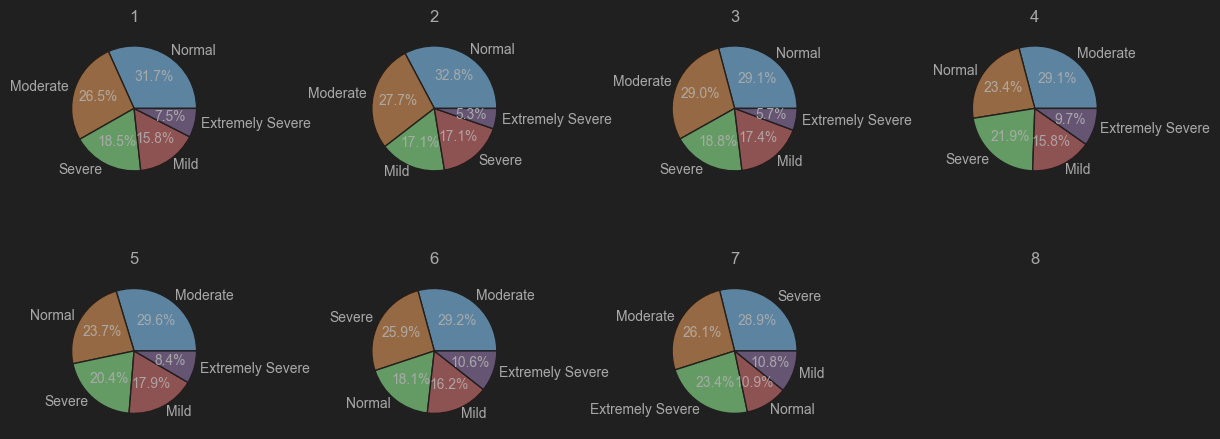 1
Normal
31.7%
Moderate
26.5%
Severe
18.5%
Mild
15.8%
Extremely Severe
7.5%
2
Normal
32.8%
Moderate
27.7%
Mild
17.1%
Severe
17.1%
Extremely Severe
5.3%
3
Normal
29.1%
Moderate
29.0%
Severe
18.8%
Mild
17.4%
Extremely Severe
5.7%
4
Moderate
29.1%
Normal
23.4%
Severe
21.9%
Mild
15.8%
Extremely Severe
9.7%
5
Moderate
29.6%
Normal
23.7%
Severe
20.4%
Mild
17.9%
Extremely Severe
8.4%
6
Moderate
29.2%
Severe
25.9%
Normal
18.1%
Mild
16.2%
Extremely Severe
10.6%
7
Severe
28.9%
Moderate
26.1%
Extremely Severe
23.4%
Normal
10.9%
Mild
10.8%
8